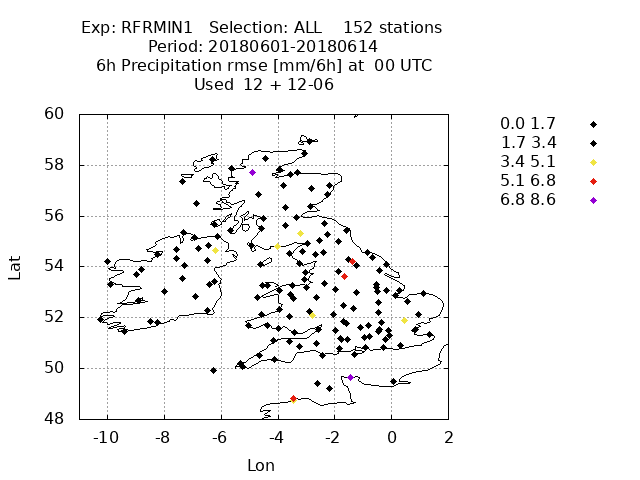 Exp: RFRMIN1 Selection: ALL 152 stations
Period: 20180601-20180614
6h Precipitation rmse [mm/6h] at 00 UTC
Used 12 + 12-06
0.0 1.7
1.7 3.4
3.4 5.1
5.1 6.8
6.8 8.6
60
58
56
54
52
50
48
Lat
-10 -8 -6 -4 -2 0 2
Lon